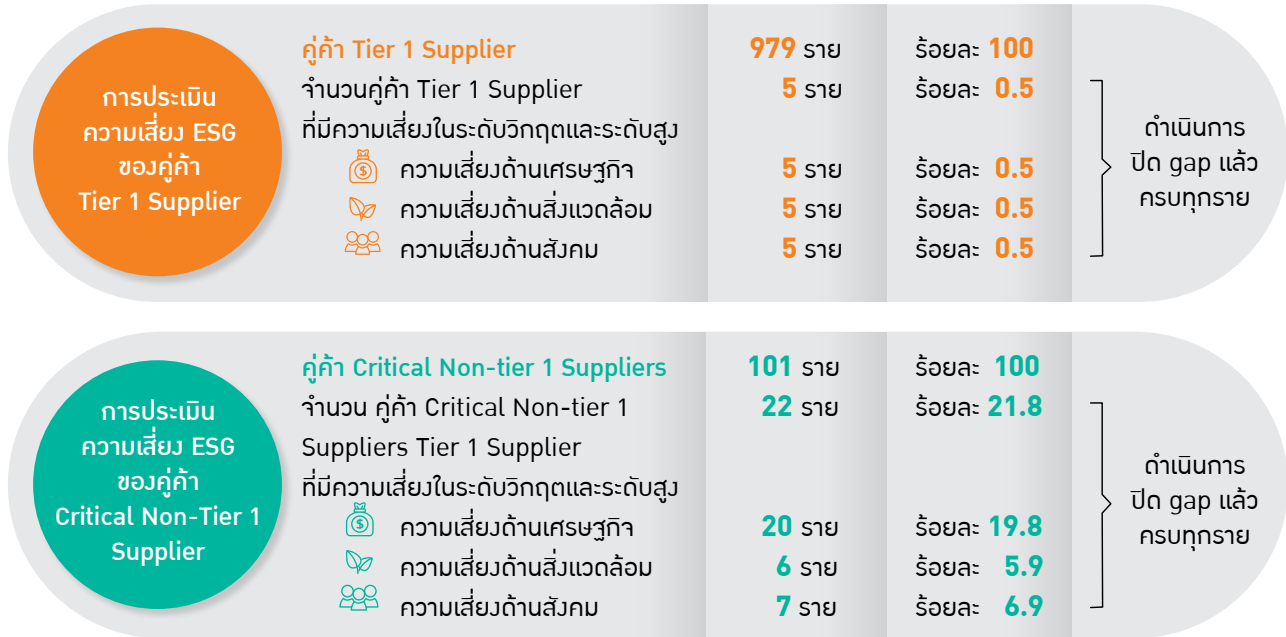 การประเมิน
ความเสี่ยง ESG
ของคู่ค้า
Tier 1 Supplier
คู่ค้า Tier 1 Supplier 979 ราย ร้อยละ 100
จำนวนคู่ค้า Tier 1 Supplier 5 ราย ร้อยละ 0.5
ที่มีความเสี่ยงในระดับวิกฤตและระดับสูง
ความเสี่ยงด้านเศรษฐกิจ 5 ราย ร้อยละ 0.5
ความเสี่ยงด้านสิ่งแวดล้อม 5 ราย ร้อยละ 0.5
ความเสี่ยงด้านสังคม 5 ราย ร้อยละ 0.5
ดำเนินการ
ปิด gap แล้ว
ครบทุกราย
การประเมิน
ความเสี่ยง ESG
ของคู่ค้า
Critical Non-Tier 1
Supplier
คู่ค้า Critical Non-tier 1 Suppliers 101 ราย ร้อยละ 100
จำนวน คู่ค้า Critical Non-tier 1 22 ราย ร้อยละ 21.8
Suppliers Tier 1 Supplier
ที่มีความเสี่ยงในระดับวิกฤตและระดับสูง
ความเสี่ยงด้านเศรษฐกิจ 20 ราย ร้อยละ 19.8
ความเสี่ยงด้านสิ่งแวดล้อม 6 ราย ร้อยละ 5.9
ความเสี่ยงด้านสังคม 7 ราย ร้อยละ 6.9
ดำเนินการ
ปิด gap แล้ว
ครบทุกราย